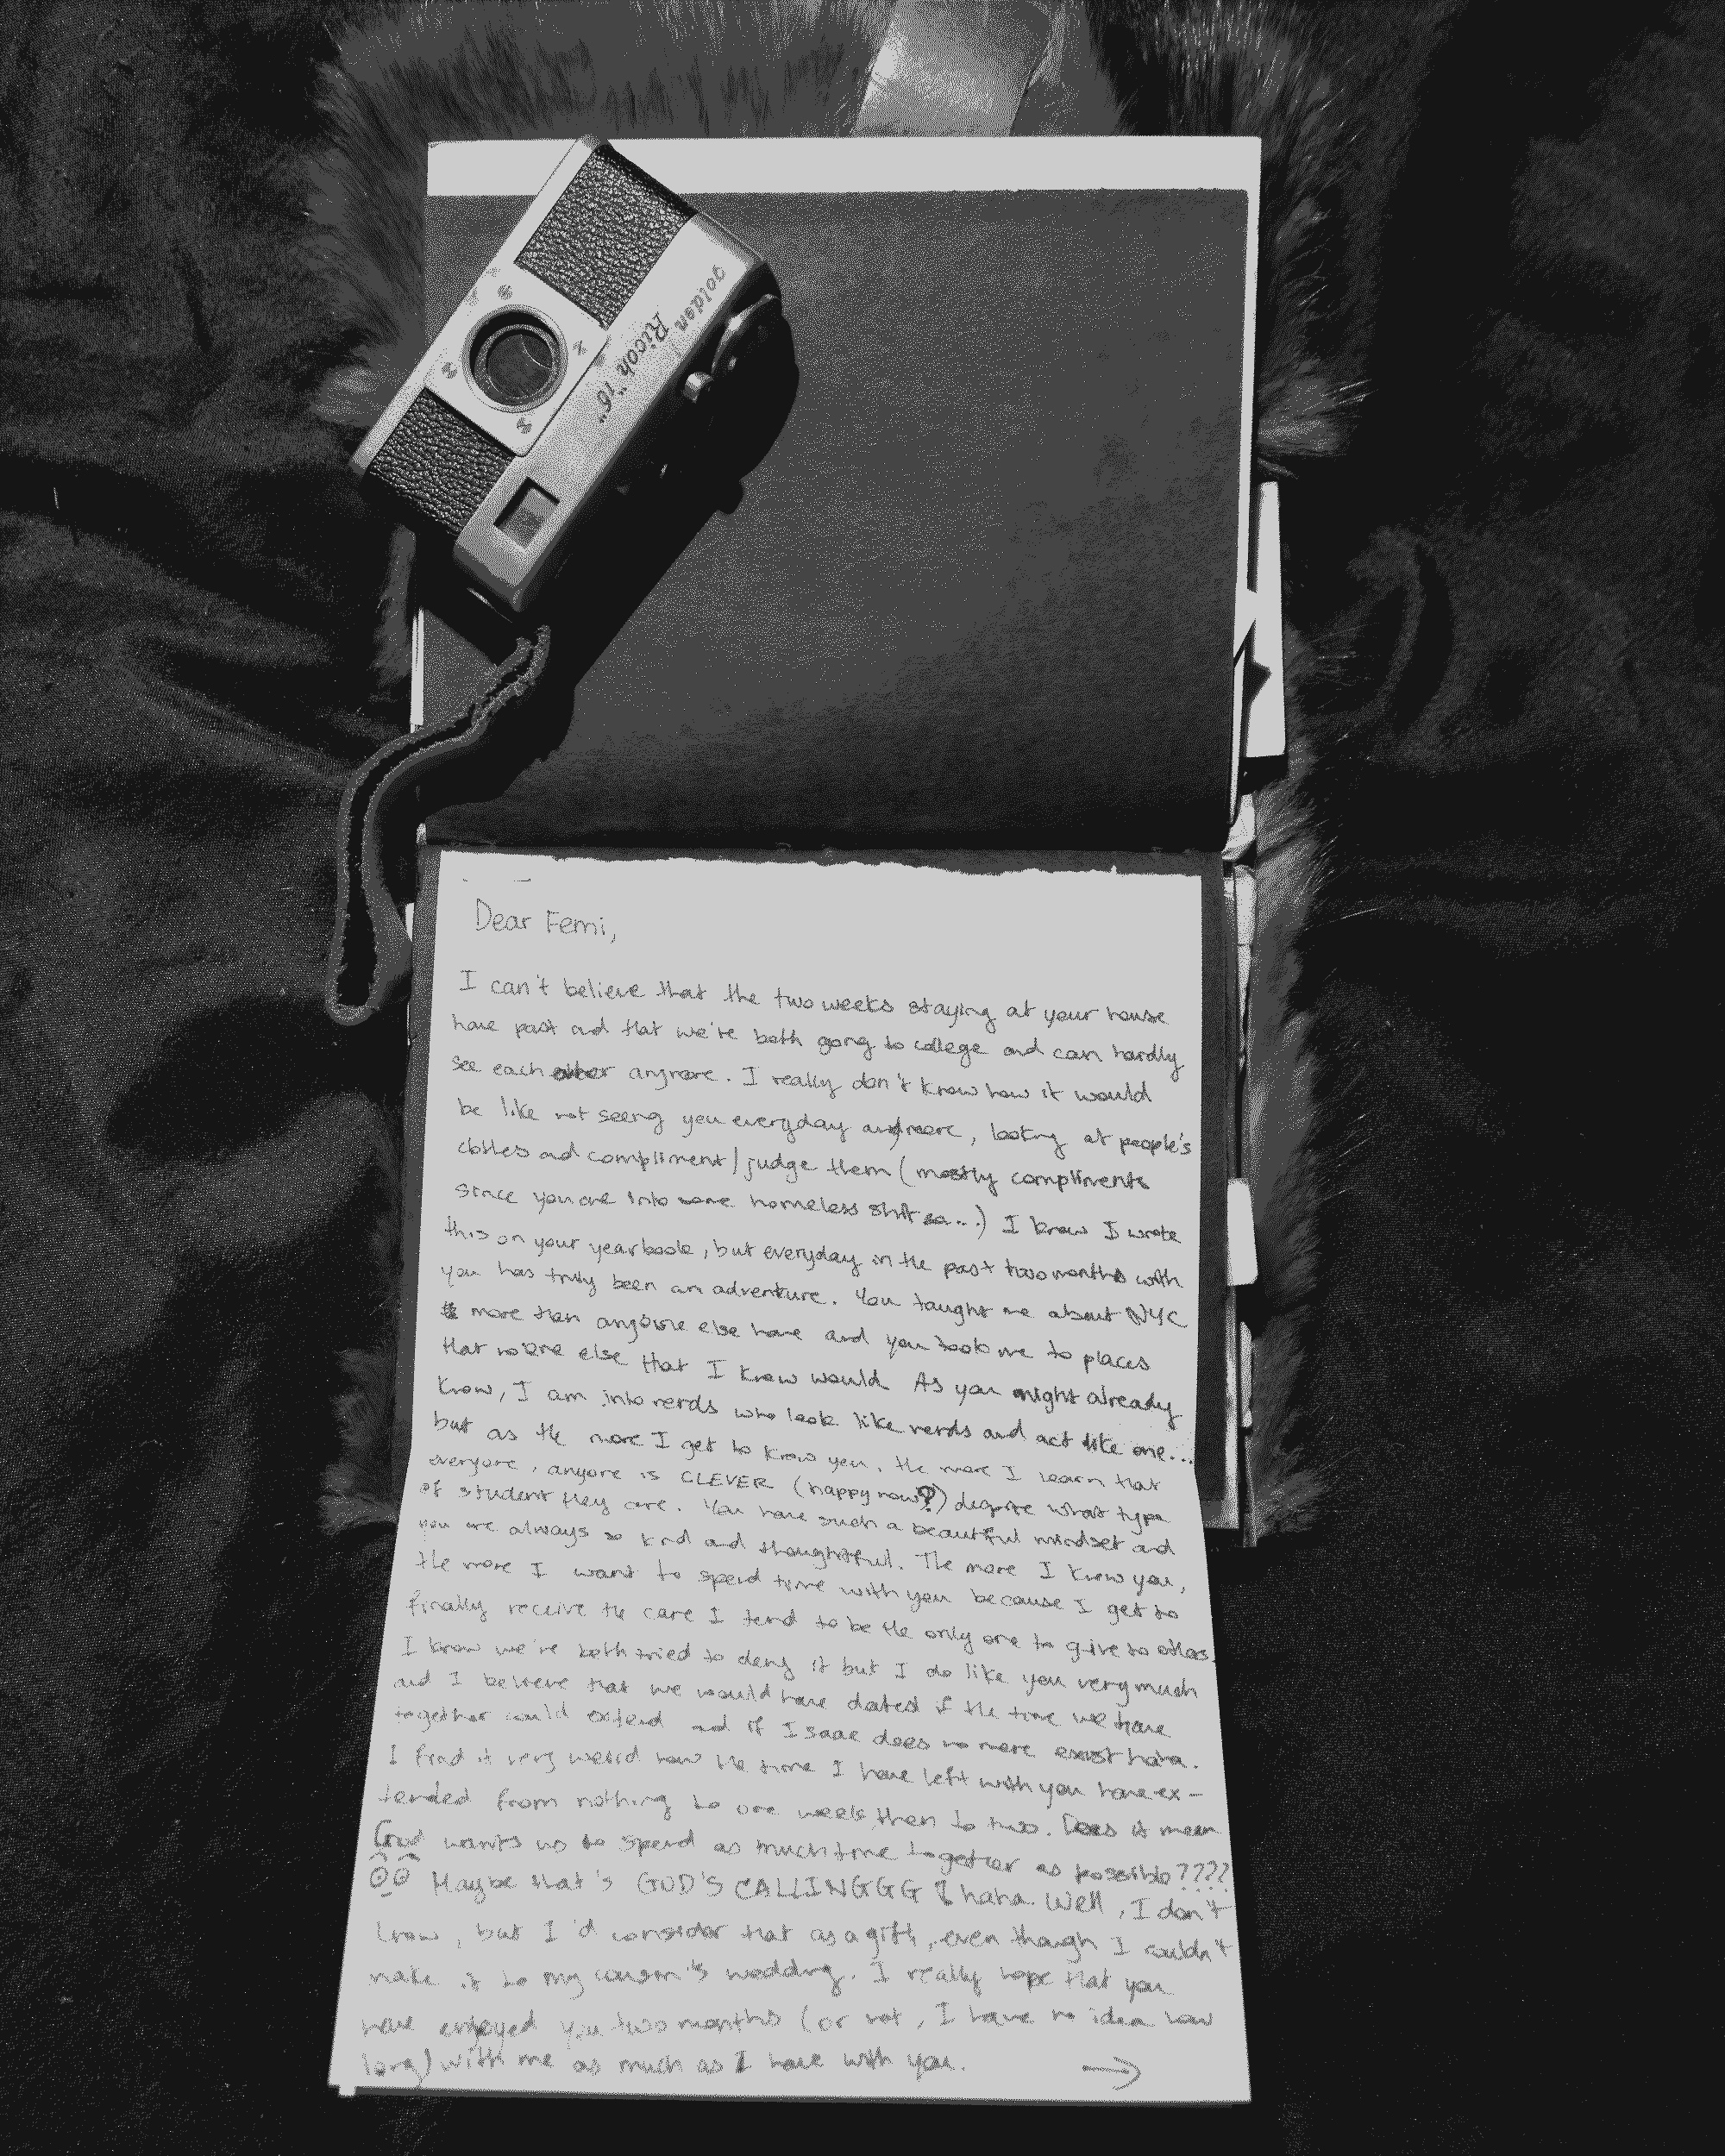 golden Ricoh "16"
Dear Femi,
I can't believe that the two weeks staying at your house
have past and that we're both going to college and can hardly
see each other anymore. I really don't know how it would
be like not seeing you everyday anymore, looking at people's
clothes and compliment/judge them (mostly compliments
since you are into some homeless shit so...) I know I wrote
this on your yearbook, but everyday in the past two months with
you has truly been an adventure. You taught me about NYC
more than anyone else have and you took me to places
that no one else that I know would. As you might already
know, I am into nerds who look like nerds and act like one...
but as the more I get to know you, the more I learn that
everyone, anyone is CLEVER (happy now?) despite what type
of student they are. You have such a beautiful mindset and
you are always so kind and thoughtful. The more I know you,
the more I want to spend time with you because I get to
finally receive the care I tend to be the only one to give to others.
I know we're both tried to deny it but I do like you very much
and I believe that we would have dated if the time we have
together could extend and if Isaac does no more exist haha.
I find it very weird how the time I have left with you have ex-
tended from nothing to one week, then to two. Does it mean
God wants us to spend as much time together as possible????
Maybe that's GOD'S CALLINGGG haha. Well, I don't
know, but I'd consider that as a gift, even though I couldn't
make it to my cousin's wedding. I really hope that you
have enjoyed you two months (or not, I have no idea how
long) with me as much as I have with you.
→